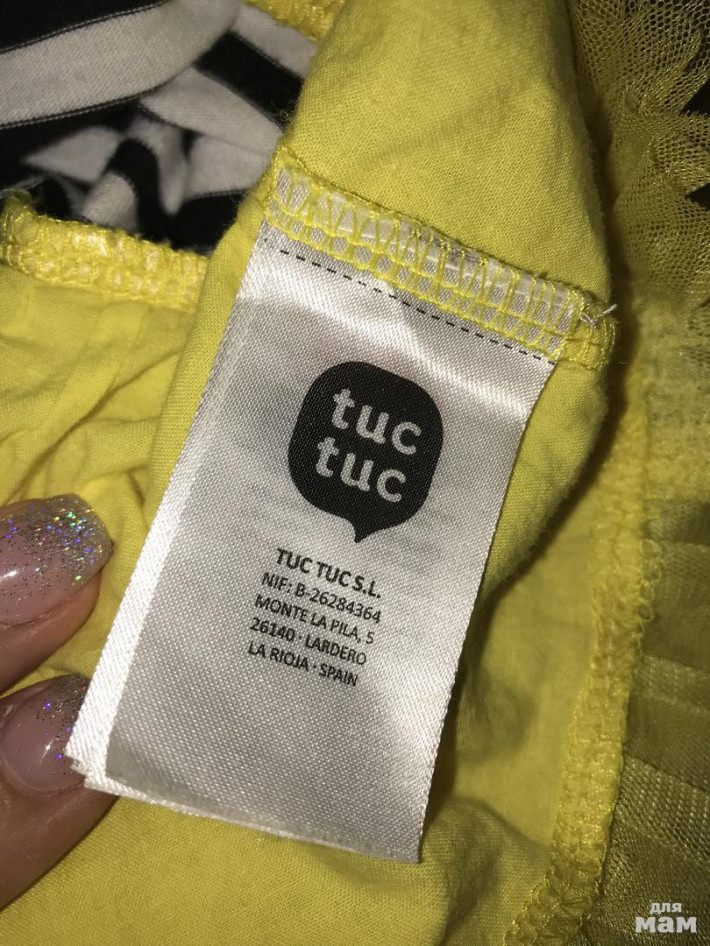 tuc
tuc
TUC TUC S.L.
NIF: B-26284364
MONTE LA PILA, 5
26140 · LARDERO
LA RIOJA · SPAIN
для
мам